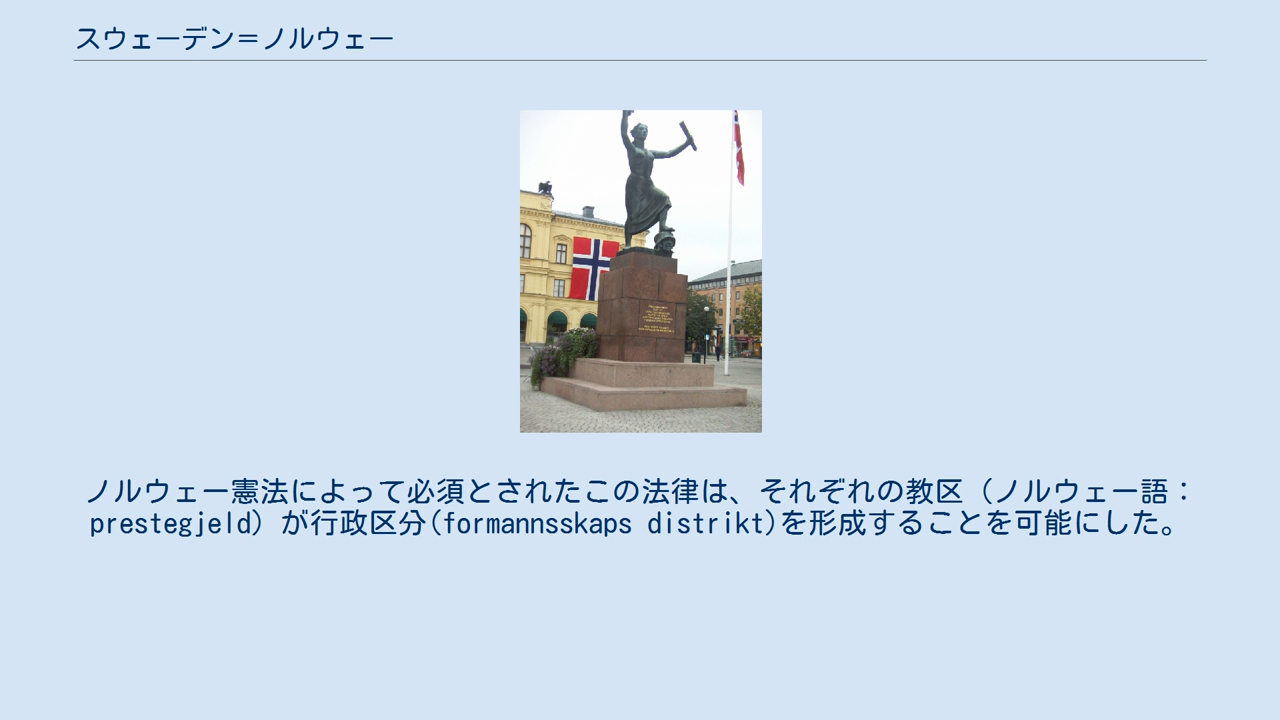 スウェーデン＝ノルウェー
ノルウェー憲法によって必須とされたこの法律は、それぞれの教区（ノルウェー語：
prestegjeld）が行政区分(formannsskaps distrikt)を形成することを可能にした。